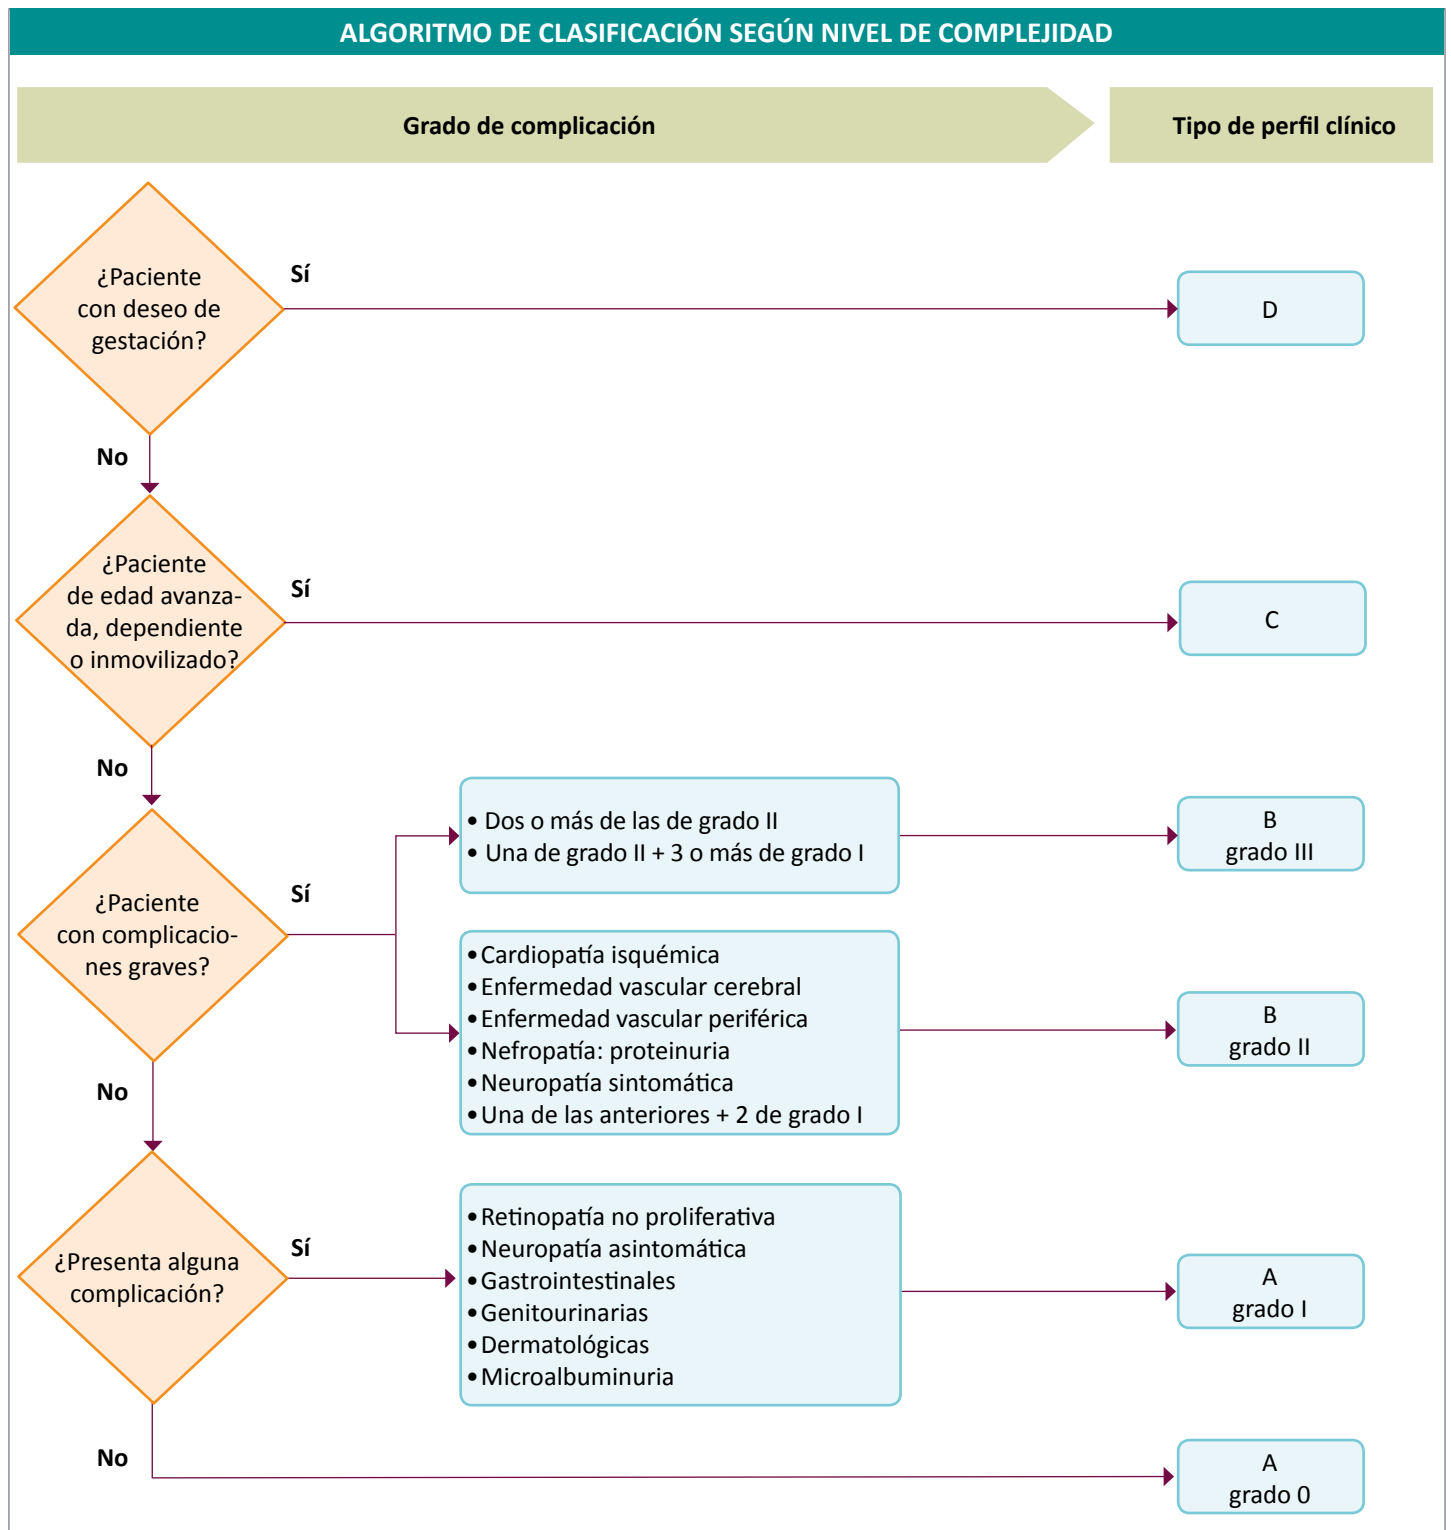 ALGORITMO DE CLASIFICACIÓN SEGÚN NIVEL DE COMPLEJIDAD
Grado de complicación
Tipo de perfil clínico
¿Paciente
con deseo de
gestación?
Sí
D
No
¿Paciente
de edad avanza-
da, dependiente
o inmovilizado?
Sí
C
No
¿Paciente
con complicacio-
nes graves?
Sí
• Dos o más de las de grado II
• Una de grado II + 3 o más de grado I
B
grado III
• Cardiopatía isquémica
• Enfermedad vascular cerebral
• Enfermedad vascular periférica
• Nefropatía: proteinuria
• Neuropatía sintomática
• Una de las anteriores + 2 de grado I
B
grado II
No
¿Presenta alguna
complicación?
Sí
• Retinopatía no proliferativa
• Neuropatía asintomática
• Gastrointestinales
• Genitourinarias
• Dermatológicas
• Microalbuminuria
A
grado I
No
A
grado 0